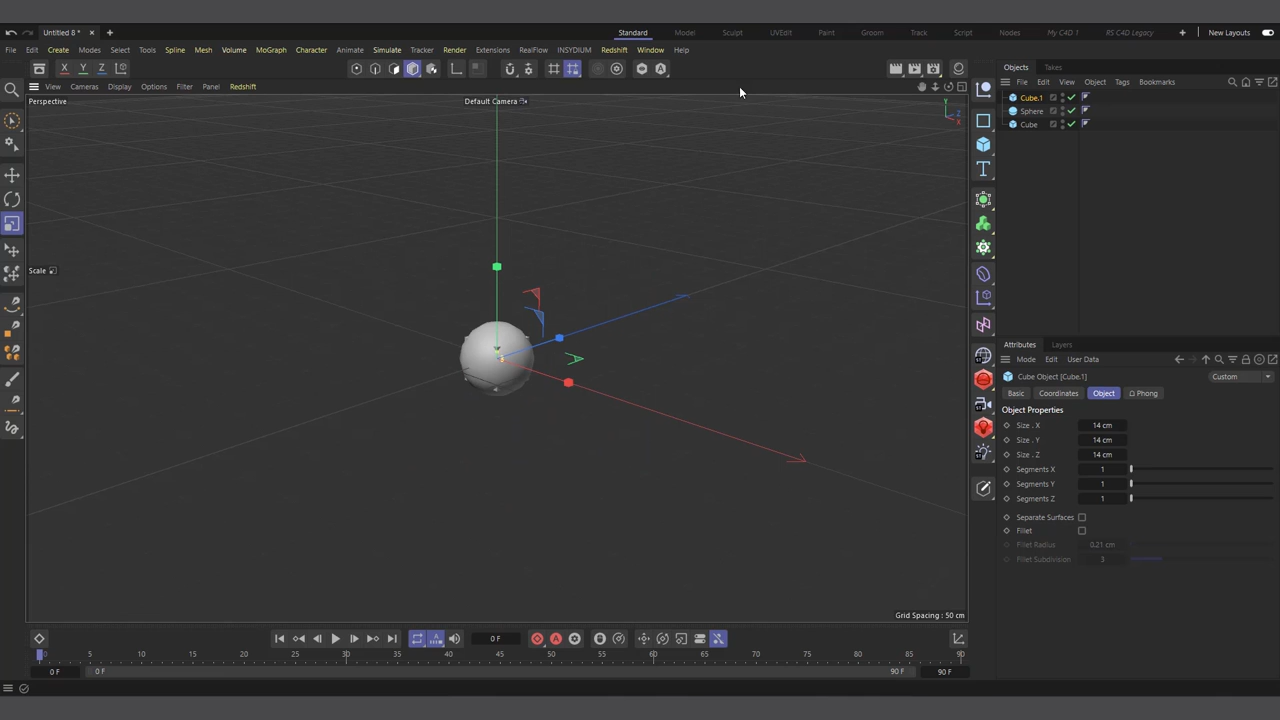 Untitled 8 *
Standard Model Sculpt UVEdit Paint Groom Track Script Nodes My C4D 1 RS C4D Legacy New Layouts
File Edit Create Modes Select Tools Spline Mesh Volume MoGraph Character Animate Simulate Tracker Render Extensions RealFlow INSYDIUM Redshift Window Help
X Y Z
Objects Takes
View Cameras Display Options Filter Panel Redshift
File Edit View Object Tags Bookmarks
Perspective
Default Camera
Y
Z
X
Cube.1
Sphere
Cube
Scale
Attributes Layers
Mode Edit User Data
Cube Object [Cube.1]
Custom
Basic Coordinates Object Phong
Object Properties
Size . X 14 cm
Size . Y 14 cm
Size . Z 14 cm
Segments X 1
Segments Y 1
Segments Z 1
Separate Surfaces
Fillet
Fillet Radius 0.21 cm
Fillet Subdivision 3
Grid Spacing : 50 cm
0 F
0 5 10 15 20 25 30 35 40 45 50 55 60 65 70 75 80 85 90
0 F 0 F 90 F 90 F